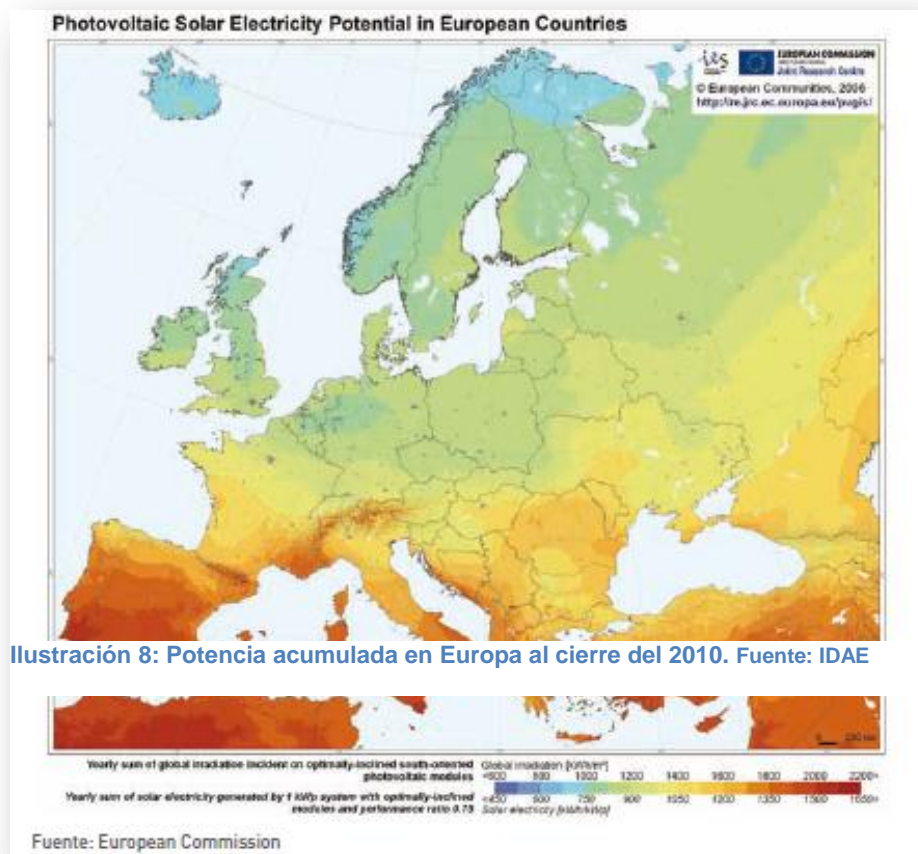 Photovoltaic Solar Electricity Potential in European Countries
ies
EUROPEAN COMMISSION
Joint Research Centre
© European Communities, 2006
http://re.jrc.ec.europa.eu/pvgis/
Ilustración 8: Potencia acumulada en Europa al cierre del 2010. Fuente: IDAE
Yearly sum of global irradiation incident on optimally-inclined south-oriented photovoltaic modules
Global irradiation [kWh/m²]
<600 800 1000 1200 1400 1600 1800 2000 2200>
Yearly sum of solar electricity generated by 1 kWp system with optimally-inclined modules and performance ratio 0.75
<450 600 750 900 1050 1200 1350 1500 1650>
Solar electricity [kWh/kWp]
Fuente: European Commission